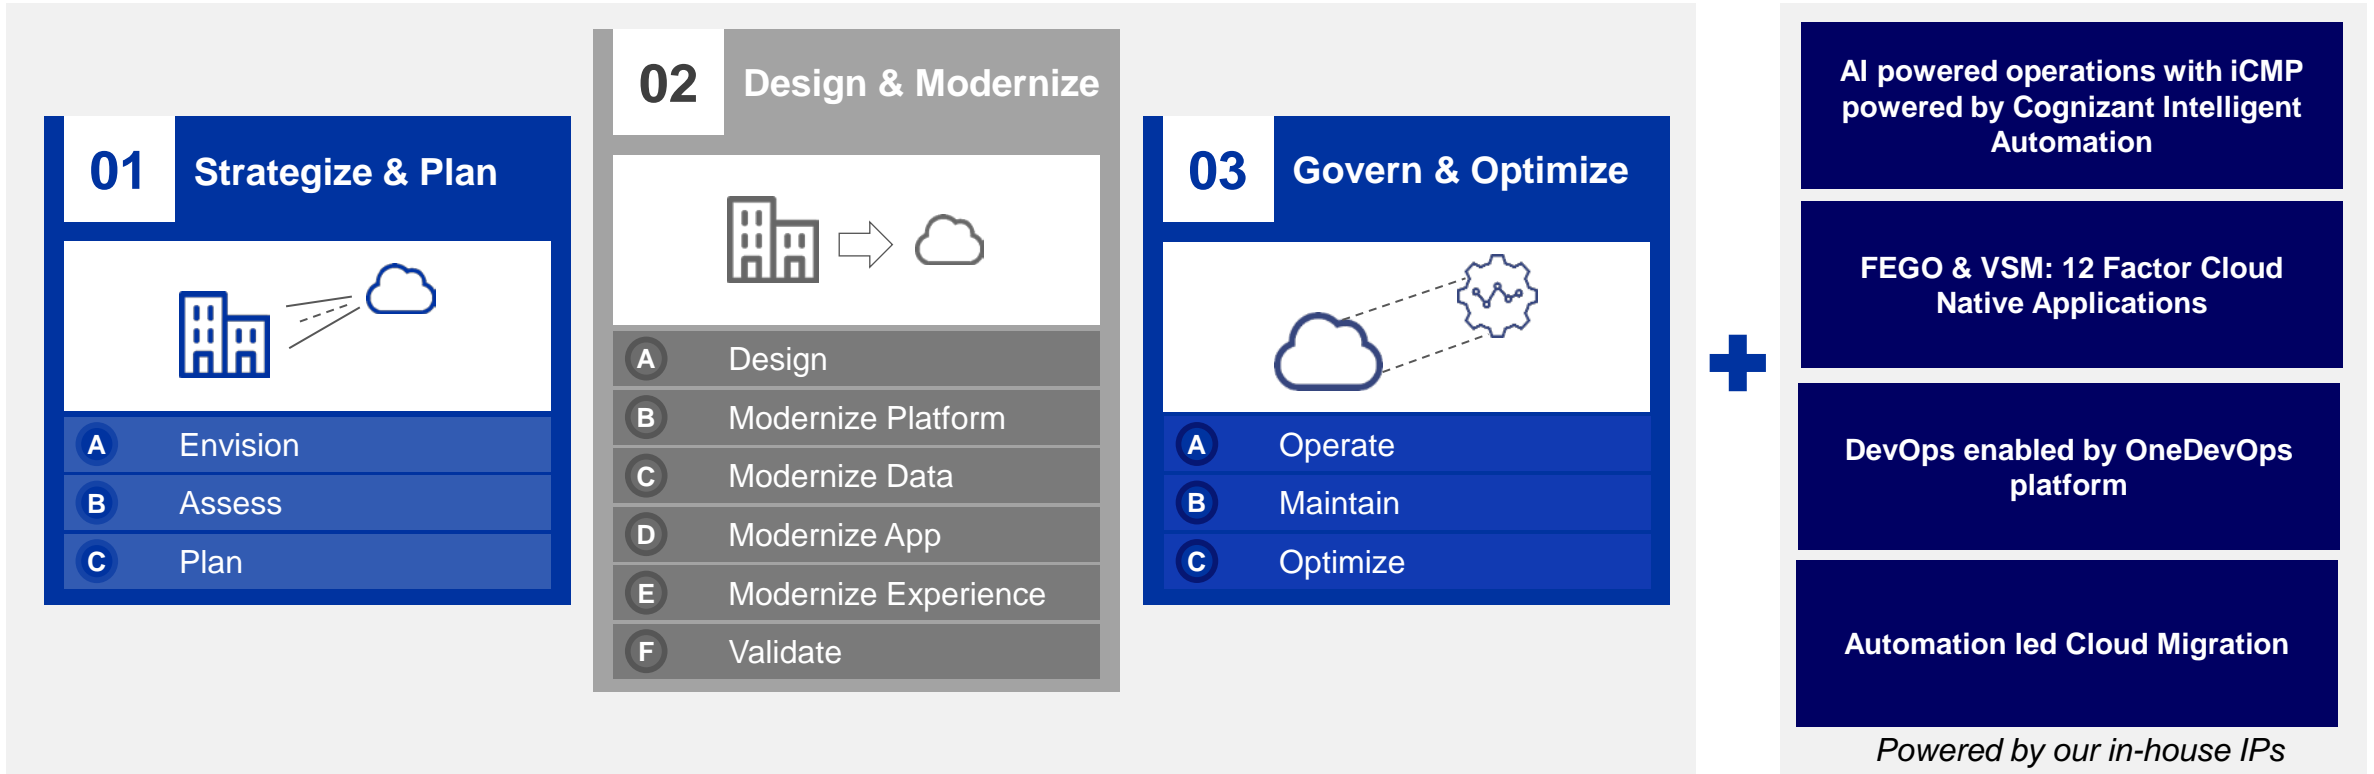 01
Strategize & Plan
A
Envision
B
Assess
C
Plan
02
Design & Modernize
A
Design
B
Modernize Platform
C
Modernize Data
D
Modernize App
E
Modernize Experience
F
Validate
03
Govern & Optimize
A
Operate
B
Maintain
C
Optimize
AI powered operations with iCMP
powered by Cognizant Intelligent
Automation
FEGO & VSM: 12 Factor Cloud
Native Applications
DevOps enabled by OneDevOps
platform
Automation led Cloud Migration
Powered by our in-house IPs